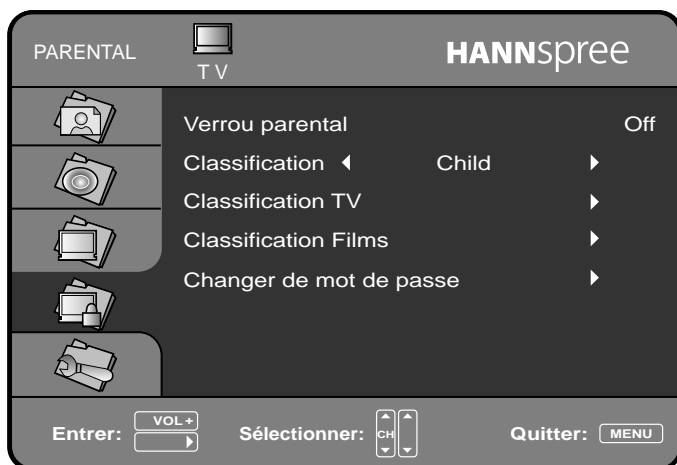 PARENTAL
TV
HANNspree
Verrou parental Off
Classification Child
Classification TV
Classification Films
Changer de mot de passe
Entrer: VOL+ Sélectionner: CH Quitter: MENU